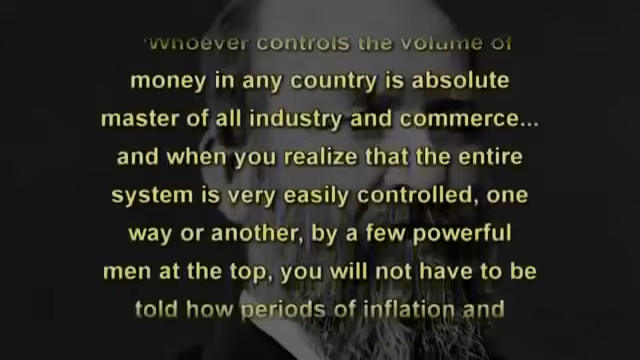 "Whoever controls the volume of
money in any country is absolute
master of all industry and commerce...
and when you realize that the entire
system is very easily controlled, one
way or another, by a few powerful
men at the top, you will not have to be
told how periods of inflation and